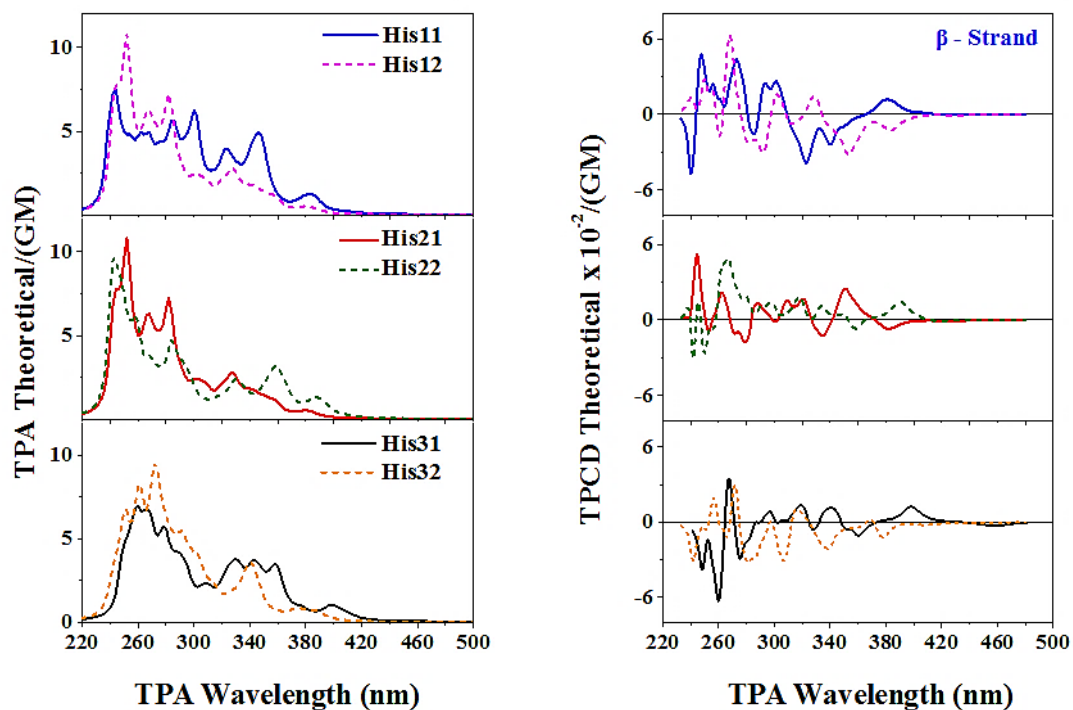 10
5
His11
His12
10
5
His21
His22
10
5
0
His31
His32
220 260 300 340 380 420 460 500
TPA Wavelength (nm)
TPA Theoretical/(GM)
6
0
-6
β - Strand
6
0
-6
6
0
-6
220 260 300 340 380 420 460 500
TPA Wavelength (nm)
TPCD Theoretical x 10⁻²/(GM)